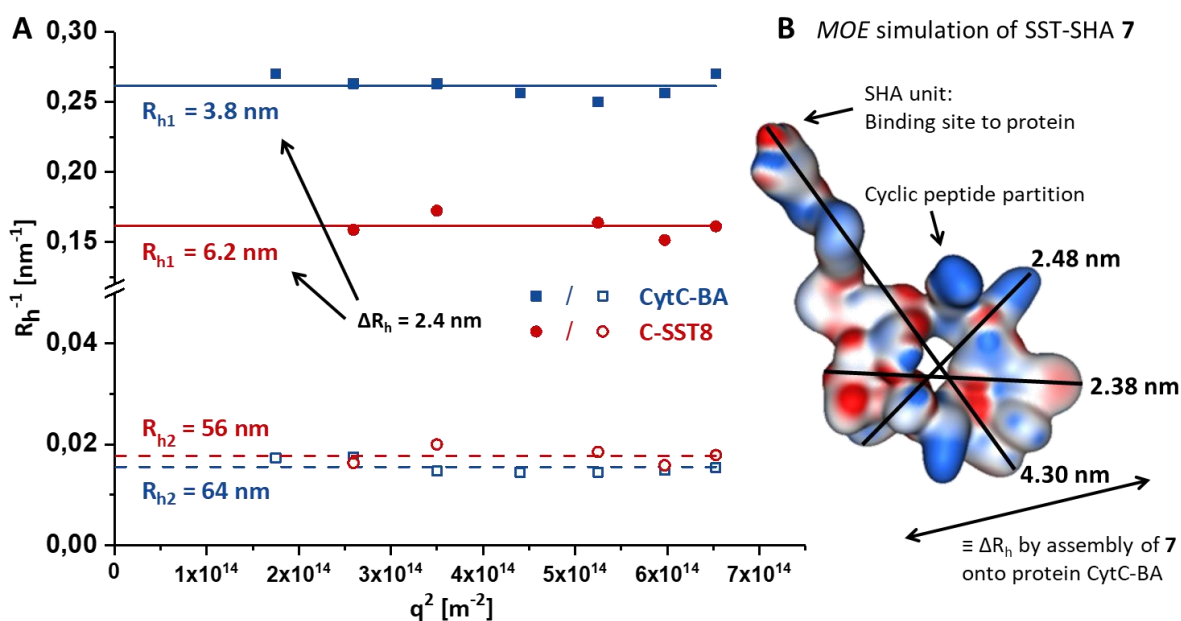 A
0,30
0,25
0,20
0,15
0,04
0,02
0,00
R_h^-1 [nm^-1]
R_h1 = 3.8 nm
R_h1 = 6.2 nm
ΔR_h = 2.4 nm
/ CytC-BA
/ C-SST8
R_h2 = 56 nm
R_h2 = 64 nm
0 1x10^14 2x10^14 3x10^14 4x10^14 5x10^14 6x10^14 7x10^14
q^2 [m^-2]
B MOE simulation of SST-SHA 7
SHA unit:
Binding site to protein
Cyclic peptide partition
2.48 nm
2.38 nm
4.30 nm
≡ ΔR_h by assembly of 7
onto protein CytC-BA